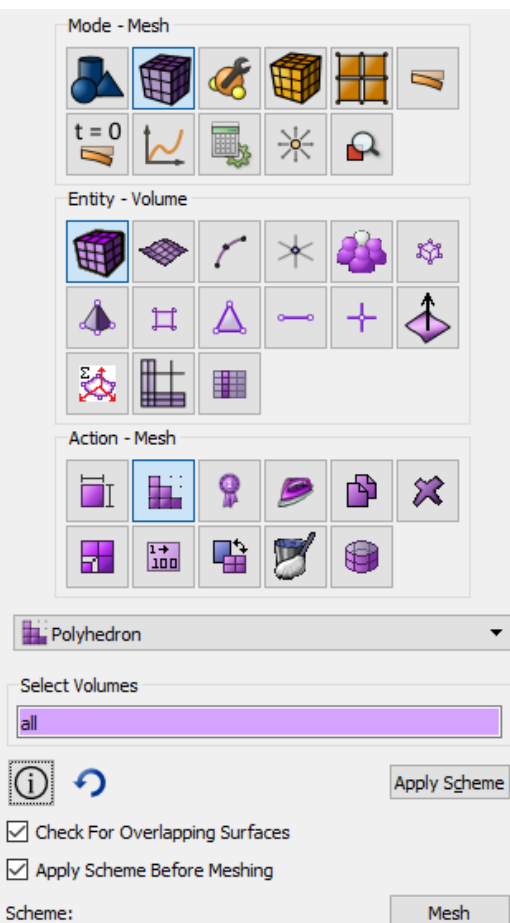 Mode - Mesh
t = 0
Entity - Volume
Σ
Action - Mesh
1
1→
100
Polyhedron
Select Volumes
all
i
Apply Scheme
Check For Overlapping Surfaces
Apply Scheme Before Meshing
Scheme:
Mesh